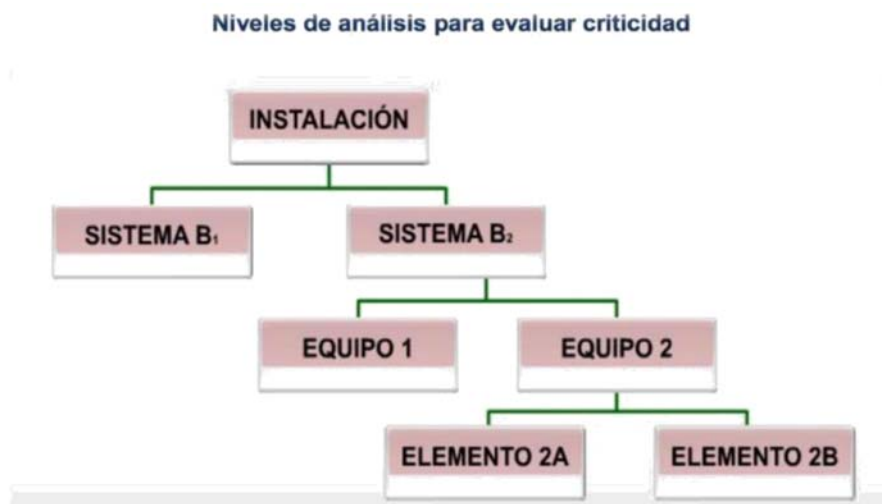 Niveles de análisis para evaluar criticidad
INSTALACIÓN
SISTEMA B₁
SISTEMA B₂
EQUIPO 1
EQUIPO 2
ELEMENTO 2A
ELEMENTO 2B